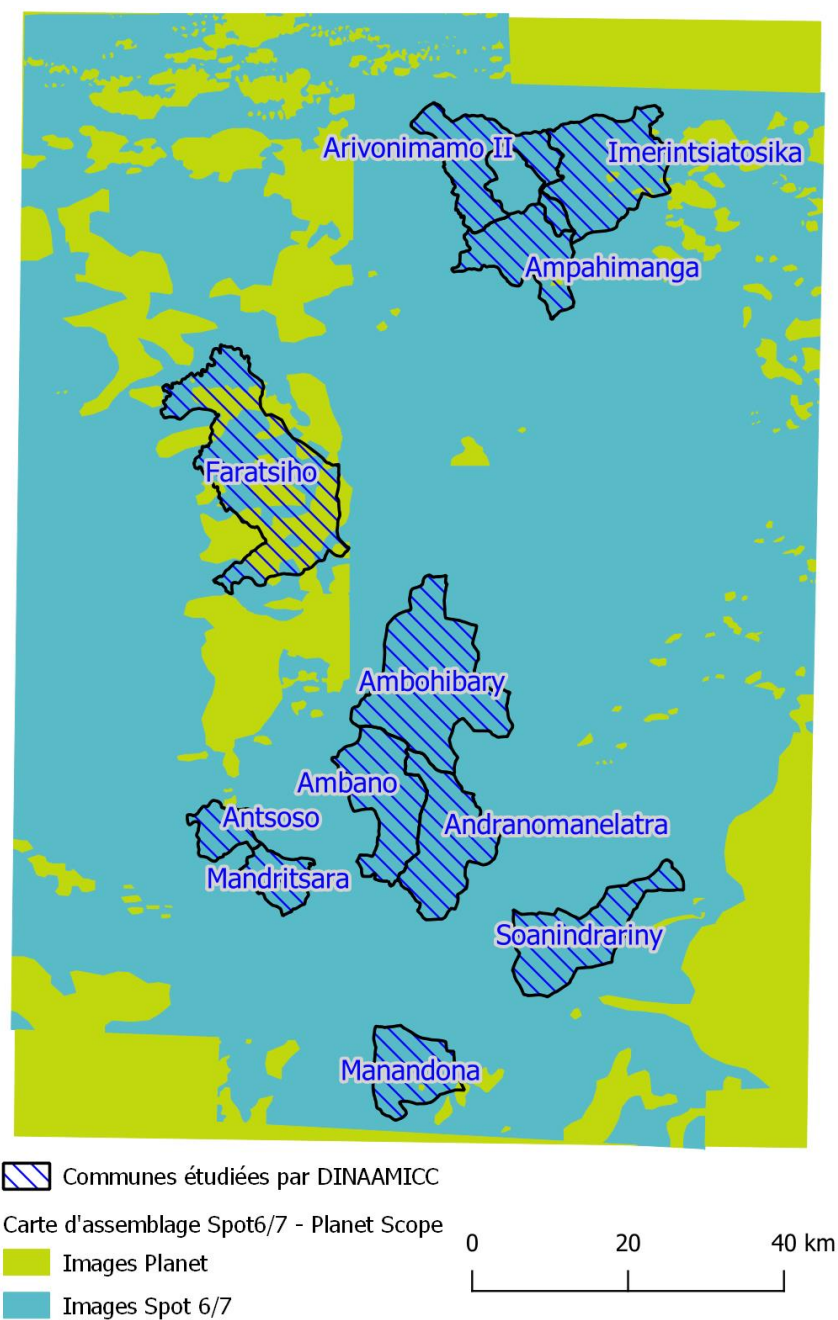 Arivonimamo II
Imerintsiatosika
Ampahimanga
Faratsiho
Ambohibary
Ambano
Antsoso
Andranomanelatra
Mandritsara
Soanindrariny
Manandona
Communes étudiées par DINAAMICC
Carte d'assemblage Spot6/7 - Planet Scope
Images Planet
Images Spot 6/7
0 20 40 km